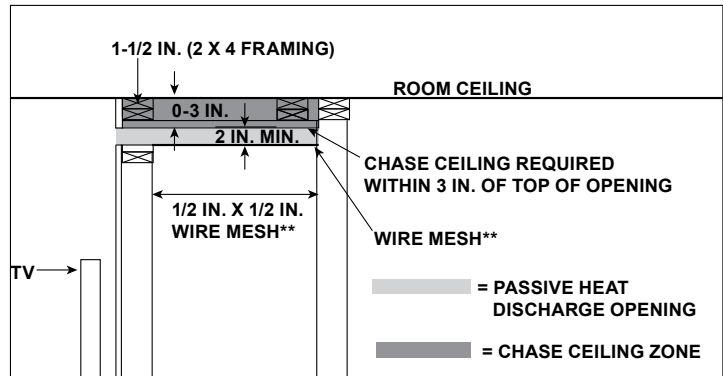 1-1/2 IN. (2 X 4 FRAMING)
ROOM CEILING
0-3 IN.
2 IN. MIN.
CHASE CEILING REQUIRED
WITHIN 3 IN. OF TOP OF OPENING
1/2 IN. X 1/2 IN.
WIRE MESH**
WIRE MESH**
TV
= PASSIVE HEAT
DISCHARGE OPENING
= CHASE CEILING ZONE